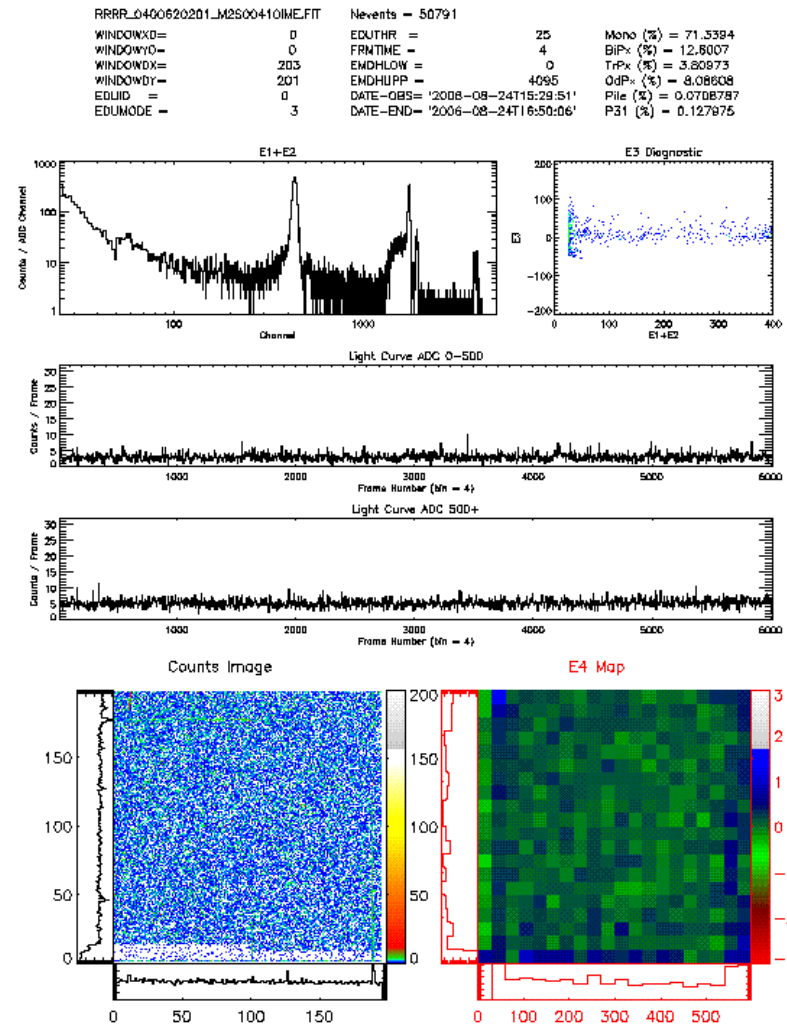 RRRR_0400620201_M2S00410IME.FIT Nevents = 50791
WINDOWX0= 0 EDUTHR = 25 Mono (%) = 71.3394
WINDOWY0= 0 FRMTIME = 4 BiPx (%) = 12.6007
WINDOWDX= 203 EMDHLOW = 0 TrPx (%) = 3.80973
WINDOWDY= 201 EMDHUPP = 4095 OdPx (%) = 8.08608
EDUID = 0 DATE-OBS= '2006-08-24T15:29:51' Pile (%) = 0.0708787
EDUMODE = 3 DATE-END= '2006-08-24T16:50:06' P31 (%) = 0.127975
E1+E2 E3 Diagnostic
1000 200
100 100
10 0
-100
1 -200
100 1000 0 100 200 300 400
Counts / ADC Channel
Channel
E3
E1+E2
Light Curve ADC 0-500
30
25
20
15
10
5
0
1000 2000 3000 4000 5000 6000
Counts / Frame
Frame Number (bin = 4)
Light Curve ADC 500+
30
25
20
15
10
5
0
1000 2000 3000 4000 5000 6000
Counts / Frame
Frame Number (bin = 4)
Counts Image E4 Map
200 3
150 150 2
1
100 100 0
50 50
0 0
0 50 100 150 0 100 200 300 400 500